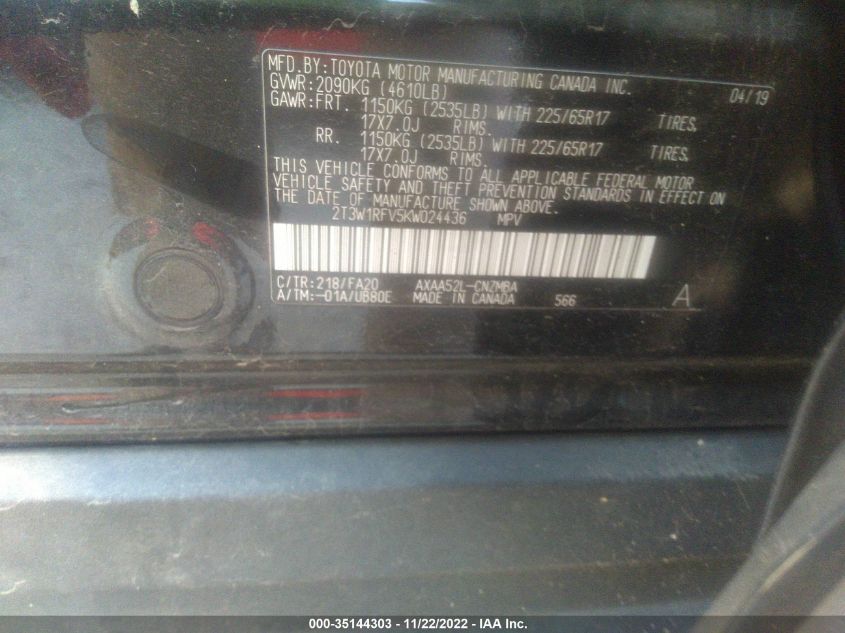 MFD.BY:TOYOTA MOTOR MANUFACTURING CANADA INC.
GVWR:2090KG (4610LB) 04/19
GAWR:FRT. 1150KG (2535LB) WITH 225/65R17 TIRES,
17X7.0J RIMS.
RR. 1150KG (2535LB) WITH 225/65R17 TIRES,
17X7.0J RIMS.
THIS VEHICLE CONFORMS TO ALL APPLICABLE FEDERAL MOTOR
VEHICLE SAFETY AND THEFT PREVENTION STANDARDS IN EFFECT ON
THE DATE OF MANUFACTURE SHOWN ABOVE.
2T3W1RFV5KW024436 MPV
C/TR:218/FA20 AXAA52L-CNZMBA
A/TM:-01A/UB80E MADE IN CANADA 566 A
000-35144303 - 11/22/2022 - IAA Inc.